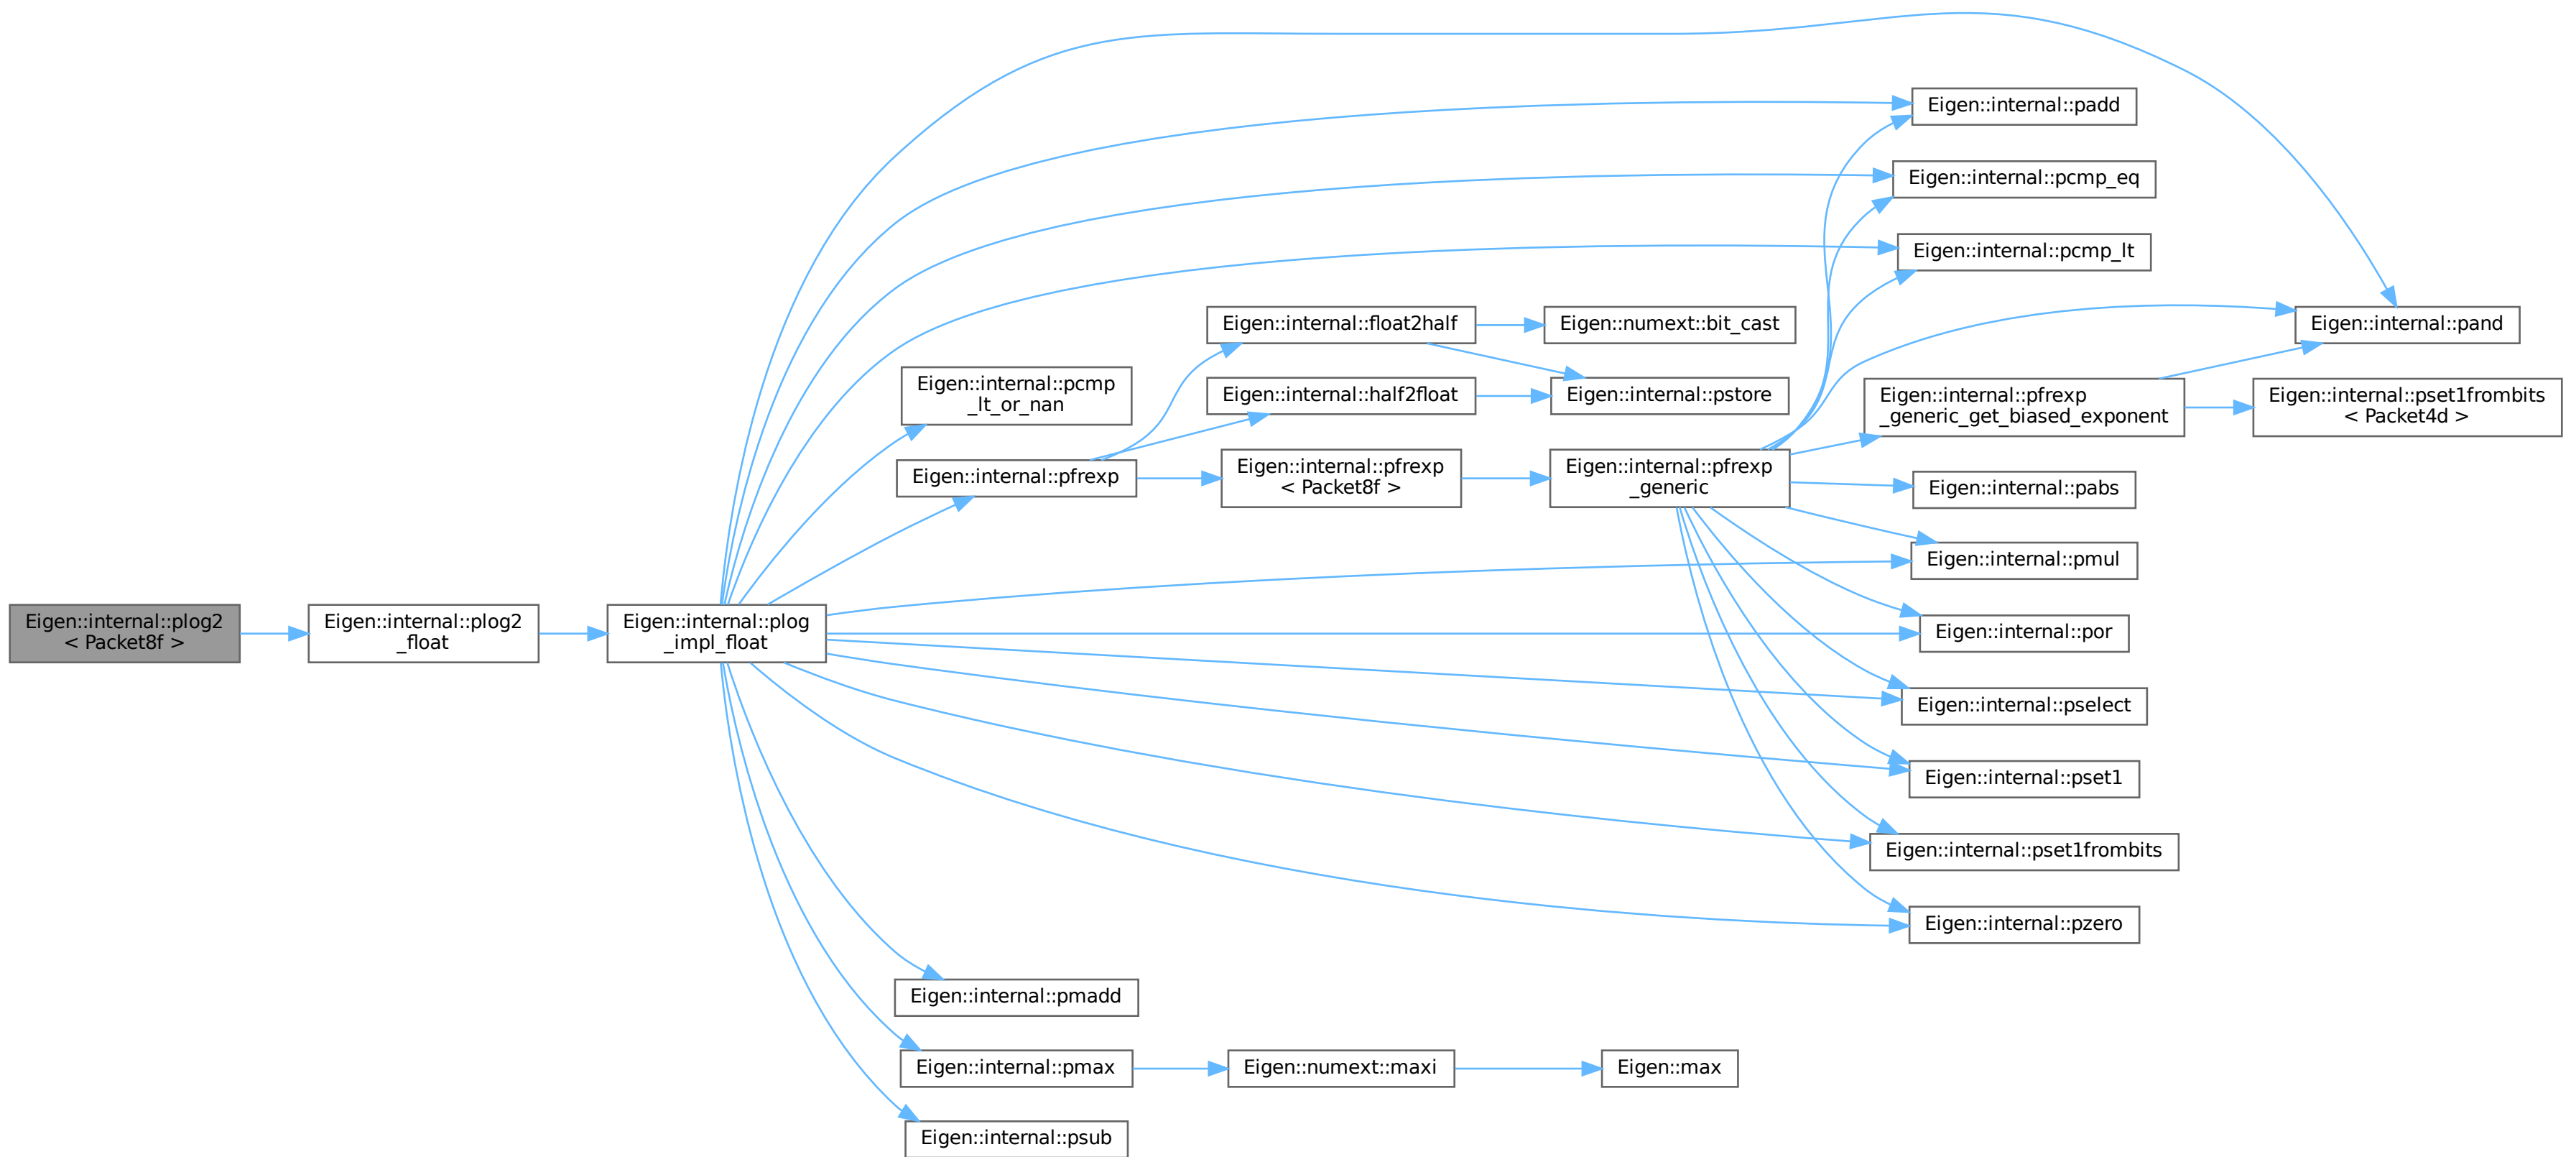 Eigen::internal::plog2
< Packet8f >
Eigen::internal::plog2
_float
Eigen::internal::plog
_impl_float
Eigen::internal::padd
Eigen::internal::pcmp_eq
Eigen::internal::pcmp_lt
Eigen::internal::pcmp
_lt_or_nan
Eigen::internal::pfrexp
Eigen::internal::float2half
Eigen::numext::bit_cast
Eigen::internal::half2float
Eigen::internal::pstore
Eigen::internal::pfrexp
< Packet8f >
Eigen::internal::pfrexp
_generic
Eigen::internal::pand
Eigen::internal::pfrexp
_generic_get_biased_exponent
Eigen::internal::pset1frombits
< Packet4d >
Eigen::internal::pabs
Eigen::internal::pmul
Eigen::internal::por
Eigen::internal::pselect
Eigen::internal::pset1
Eigen::internal::pset1frombits
Eigen::internal::pzero
Eigen::internal::pmadd
Eigen::internal::pmax
Eigen::numext::maxi
Eigen::max
Eigen::internal::psub